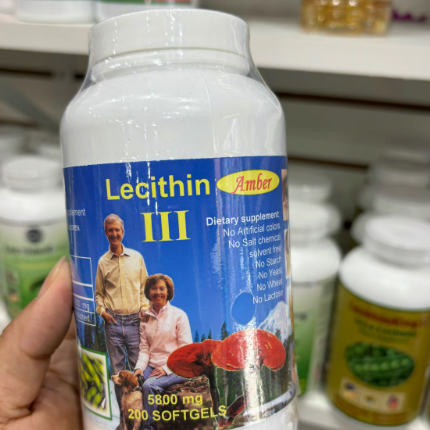 Lecithin Amber
III
Dietary supplement
No Artificial colors
No Salt chemical
solvent free
No Starch
No Yeast
No Wheat
No Lactose
5800 mg
200 SOFTGELS